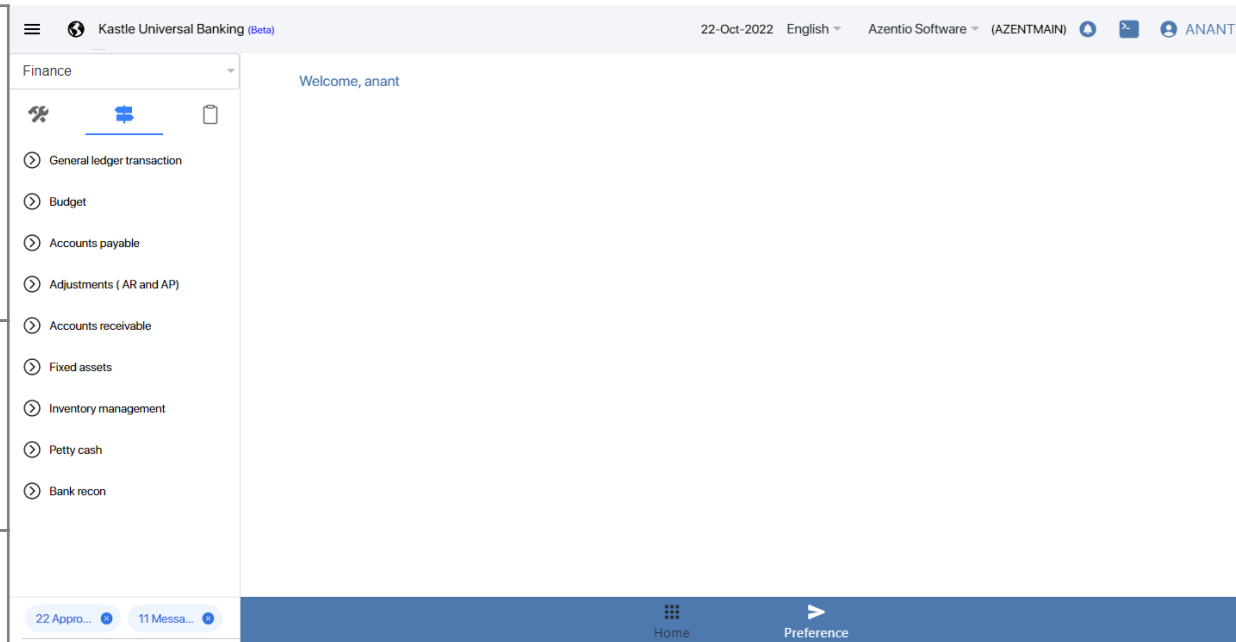 Kastle Universal Banking (Beta) 22-Oct-2022 English Azentio Software (AZENTMAIN) >_ ANANT
Finance
Welcome, anant
General ledger transaction
Budget
Accounts payable
Adjustments ( AR and AP)
Accounts receivable
Fixed assets
Inventory management
Petty cash
Bank recon
22 Appro... 11 Messa...
Home Preference